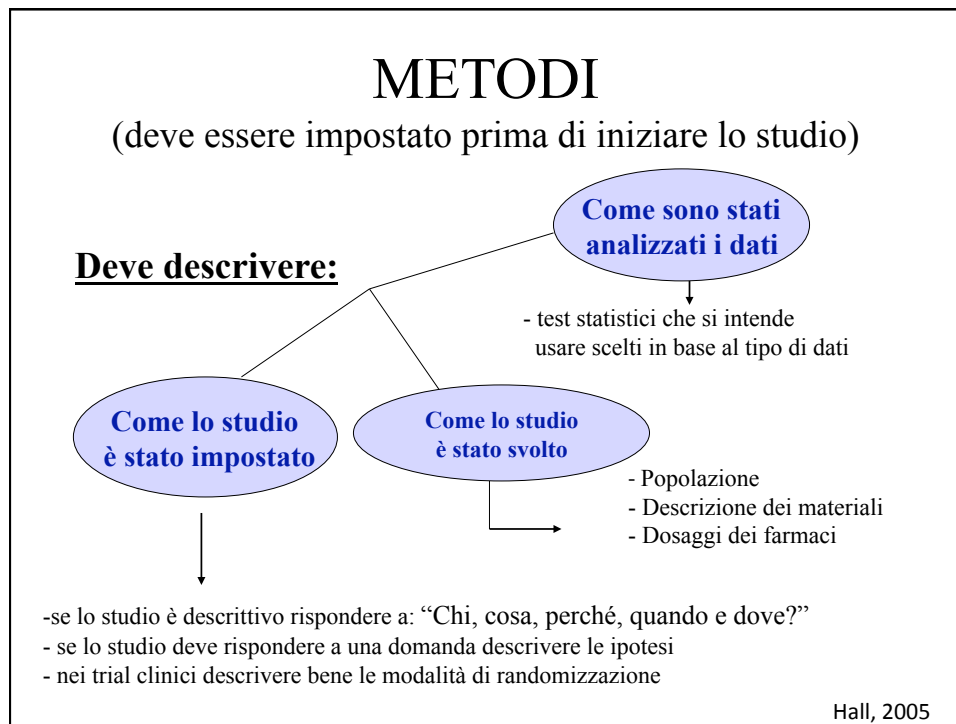 METODI
(deve essere impostato prima di iniziare lo studio)
Come sono stati
analizzati i dati
Deve descrivere:
- test statistici che si intende
usare scelti in base al tipo di dati
Come lo studio
è stato impostato
Come lo studio
è stato svolto
- Popolazione
- Descrizione dei materiali
- Dosaggi dei farmaci
-se lo studio è descrittivo rispondere a: “Chi, cosa, perché, quando e dove?”
- se lo studio deve rispondere a una domanda descrivere le ipotesi
- nei trial clinici descrivere bene le modalità di randomizzazione
Hall, 2005